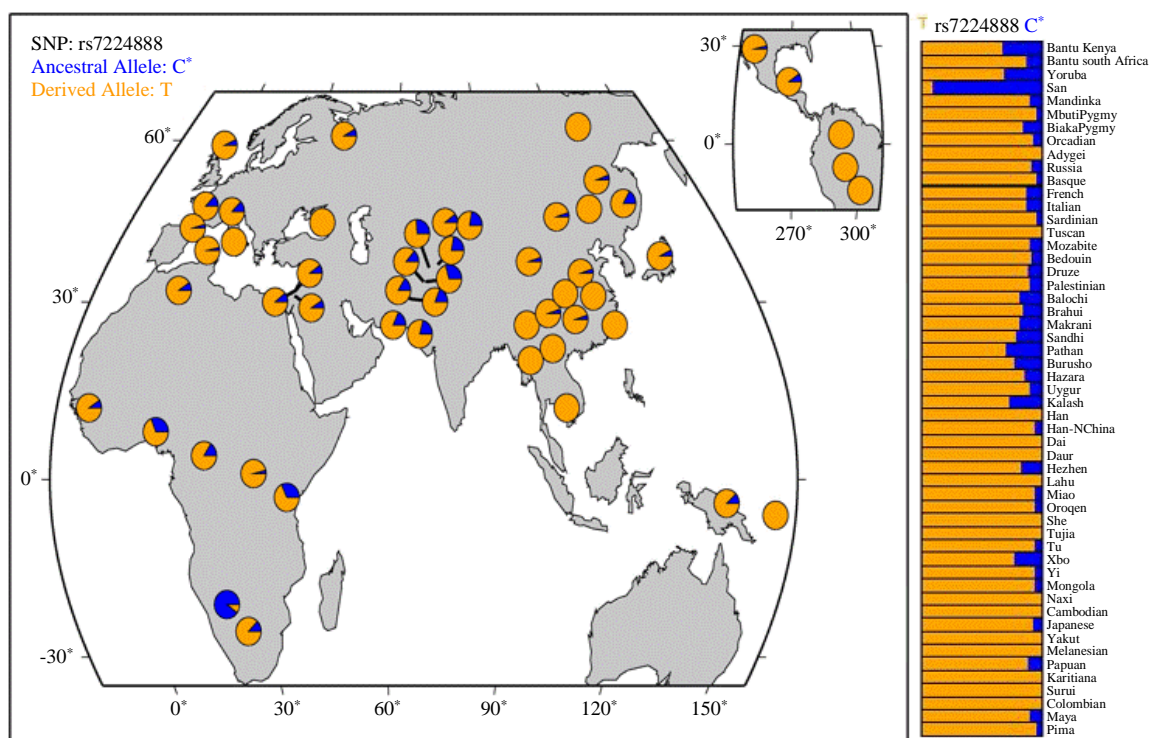 SNP: rs7224888
Ancestral Allele: C*
Derived Allele: T
60*
30*
0*
-30*
0*
30*
60*
90*
120*
150*
30*
0*
270*
300*
T rs7224888 C*
Bantu Kenya
Bantu south Africa
Yoruba
San
Mandinka
MbutiPygmy
BiakaPygmy
Orcadian
Adygei
Russia
Basque
French
Italian
Sardinian
Tuscan
Mozabite
Bedouin
Druze
Palestinian
Balochi
Brahui
Makrani
Sandhi
Pathan
Burusho
Hazara
Uygur
Kalash
Han
Han-NChina
Dai
Daur
Hezhen
Lahu
Miao
Oroqen
She
Tujia
Tu
Xbo
Yi
Mongola
Naxi
Cambodian
Japanese
Yakut
Melanesian
Papuan
Karitiana
Surui
Colombian
Maya
Pima